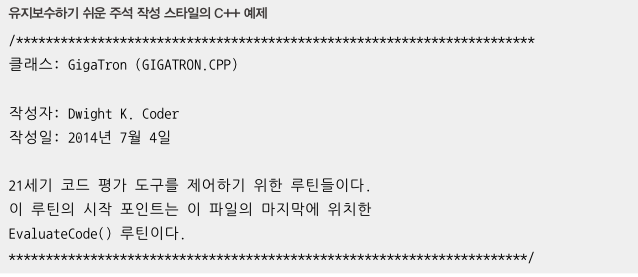 유지보수하기 쉬운 주석 작성 스타일의 C++ 예제
/**********************************************************************
클래스: GigaTron (GIGATRON.CPP)
작성자: Dwight K. Coder
작성일: 2014년 7월 4일
21세기 코드 평가 도구를 제어하기 위한 루틴들이다.
이 루틴의 시작 포인트는 이 파일의 마지막에 위치한
EvaluateCode() 루틴이다.
**********************************************************************/